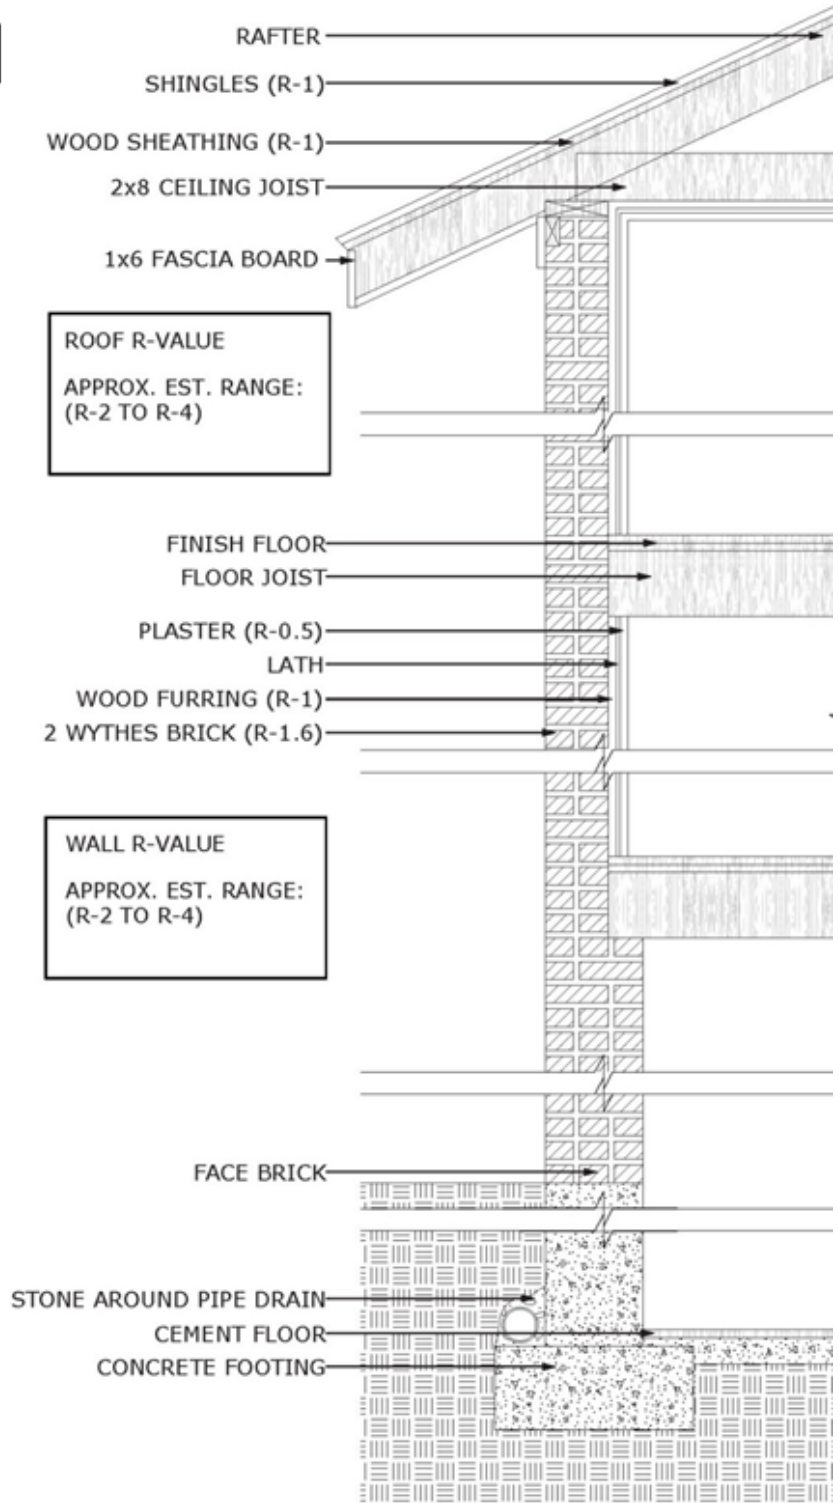 RAFTER
SHINGLES (R-1)
WOOD SHEATHING (R-1)
2x8 CEILING JOIST
1x6 FASCIA BOARD
ROOF R-VALUE
APPROX. EST. RANGE:
(R-2 TO R-4)
FINISH FLOOR
FLOOR JOIST
PLASTER (R-0.5)
LATH
WOOD FURRING (R-1)
2 WYTHES BRICK (R-1.6)
WALL R-VALUE
APPROX. EST. RANGE:
(R-2 TO R-4)
FACE BRICK
STONE AROUND PIPE DRAIN
CEMENT FLOOR
CONCRETE FOOTING